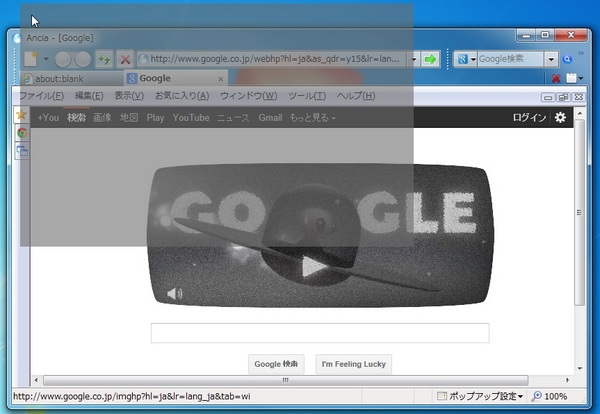 Ancia - [Google]
http://www.google.co.jp/webhp?hl=ja&as_qdr=y15&lr=lan...
Google検索
about:blank
Google
ファイル(F) 編集(E) 表示(V) お気に入り(A) ウィンドウ(W) ツール(T) ヘルプ(H)
+You 検索 画像 地図 Play YouTube ニュース Gmail もっと見る ログイン
GOOGLE
Google 検索 I'm Feeling Lucky
http://www.google.co.jp/imghp?hl=ja&lr=lang_ja&tab=wi ポップアップ設定 100%